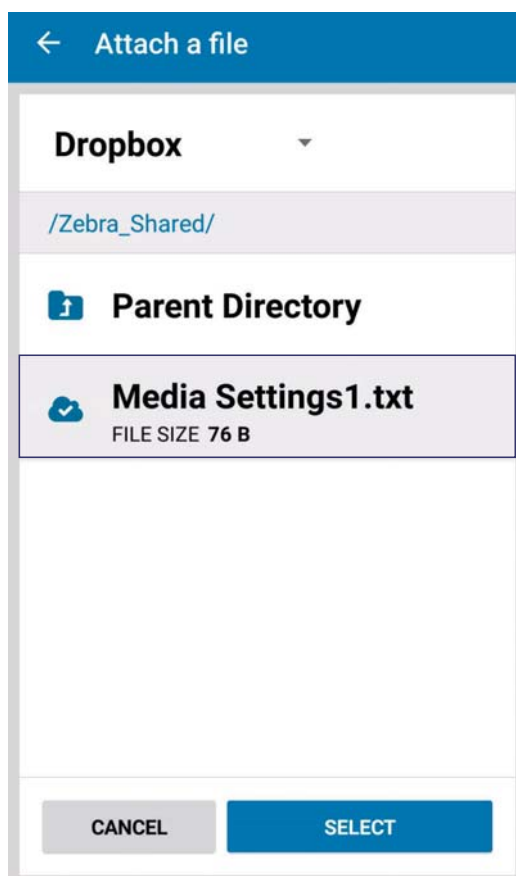 Attach a file
Dropbox
/Zebra_Shared/
Parent Directory
Media Settings1.txt
FILE SIZE 76 B
CANCEL SELECT